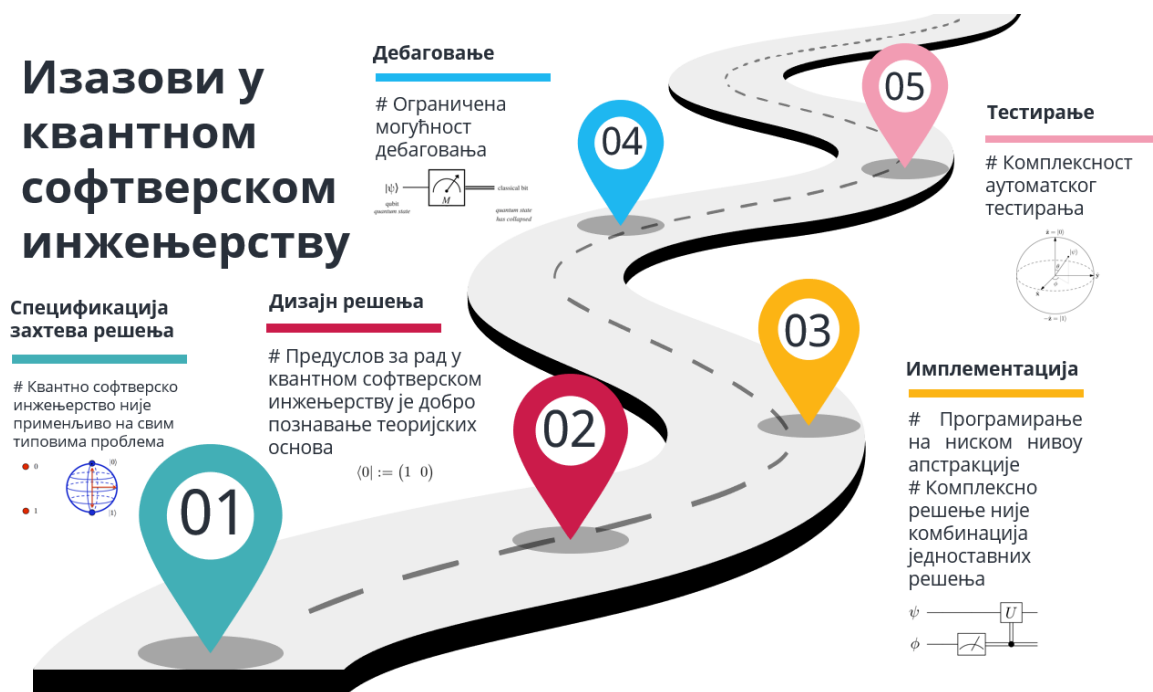 Изазови у
квантном
софтверском
инжењерству
Спецификација
захтева решења
# Квантно софтверско
инжењерство није
применљиво на свим
типовима проблема
0
1
|0⟩
|1⟩
01
Дизајн решења
# Предуслов за рад у
квантном софтверском
инжењерству је добро
познавање теоријских
основа
⟨0| := (1 0)
02
Имплементација
# Програмирање
на ниском нивоу
апстракције
# Комплексно
решење није
комбинација
једноставних
решења
ψ
U
ϕ
03
Дебаговање
# Ограничена
могућност
дебаговања
|ψ⟩
M
classical bit
qubit
quantum state
quantum state
has collapsed
04
Тестирање
# Комплексност
аутоматског
тестирања
ẑ = |0⟩
|ψ⟩
θ
φ
x̂
ŷ
−ẑ = |1⟩
05